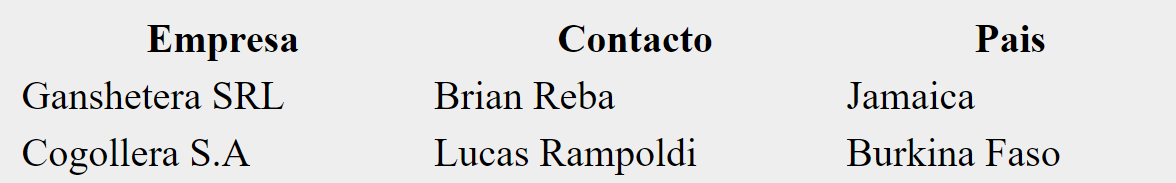 Empresa Contacto Pais
Ganshetera SRL Brian Reba Jamaica
Cogollera S.A Lucas Rampoldi Burkina Faso